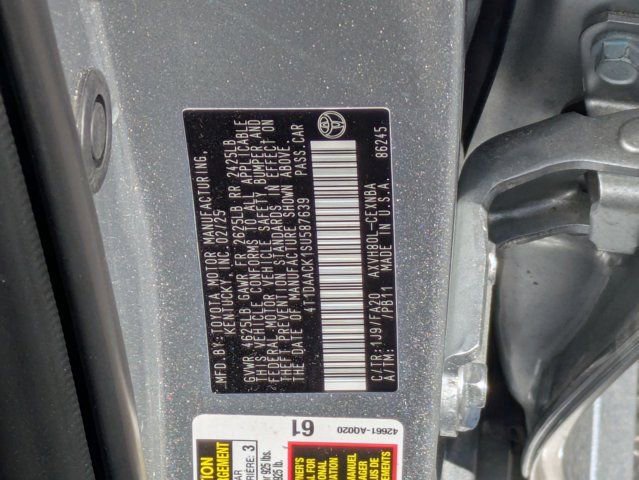 MFD. BY: TOYOTA MOTOR MANUFACTURING,
KENTUCKY, INC. 02/25
GVWR 4625LB GAWR FR 2625LB RR 2425LB
THIS VEHICLE CONFORMS TO ALL APPLICABLE
FEDERAL MOTOR VEHICLE SAFETY, BUMPER, AND
THEFT PREVENTION STANDARDS IN EFFECT ON
THE DATE OF MANUFACTURE SHOWN ABOVE.
4T1DAACK1SU587639 PASS.CAR
C/TR:1J9/FA20 AXVH80L-CEXNBA
A/TM: /PB11 MADE IN U.S.A. 86245
61
42661-AQ020